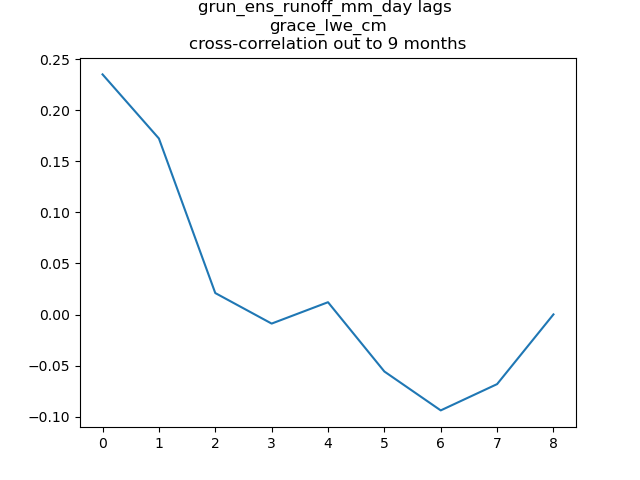 grun_ens_runoff_mm_day lags
grace_lwe_cm
cross-correlation out to 9 months
0.25
0.20
0.15
0.10
0.05
0.00
−0.05
−0.10
0 1 2 3 4 5 6 7 8